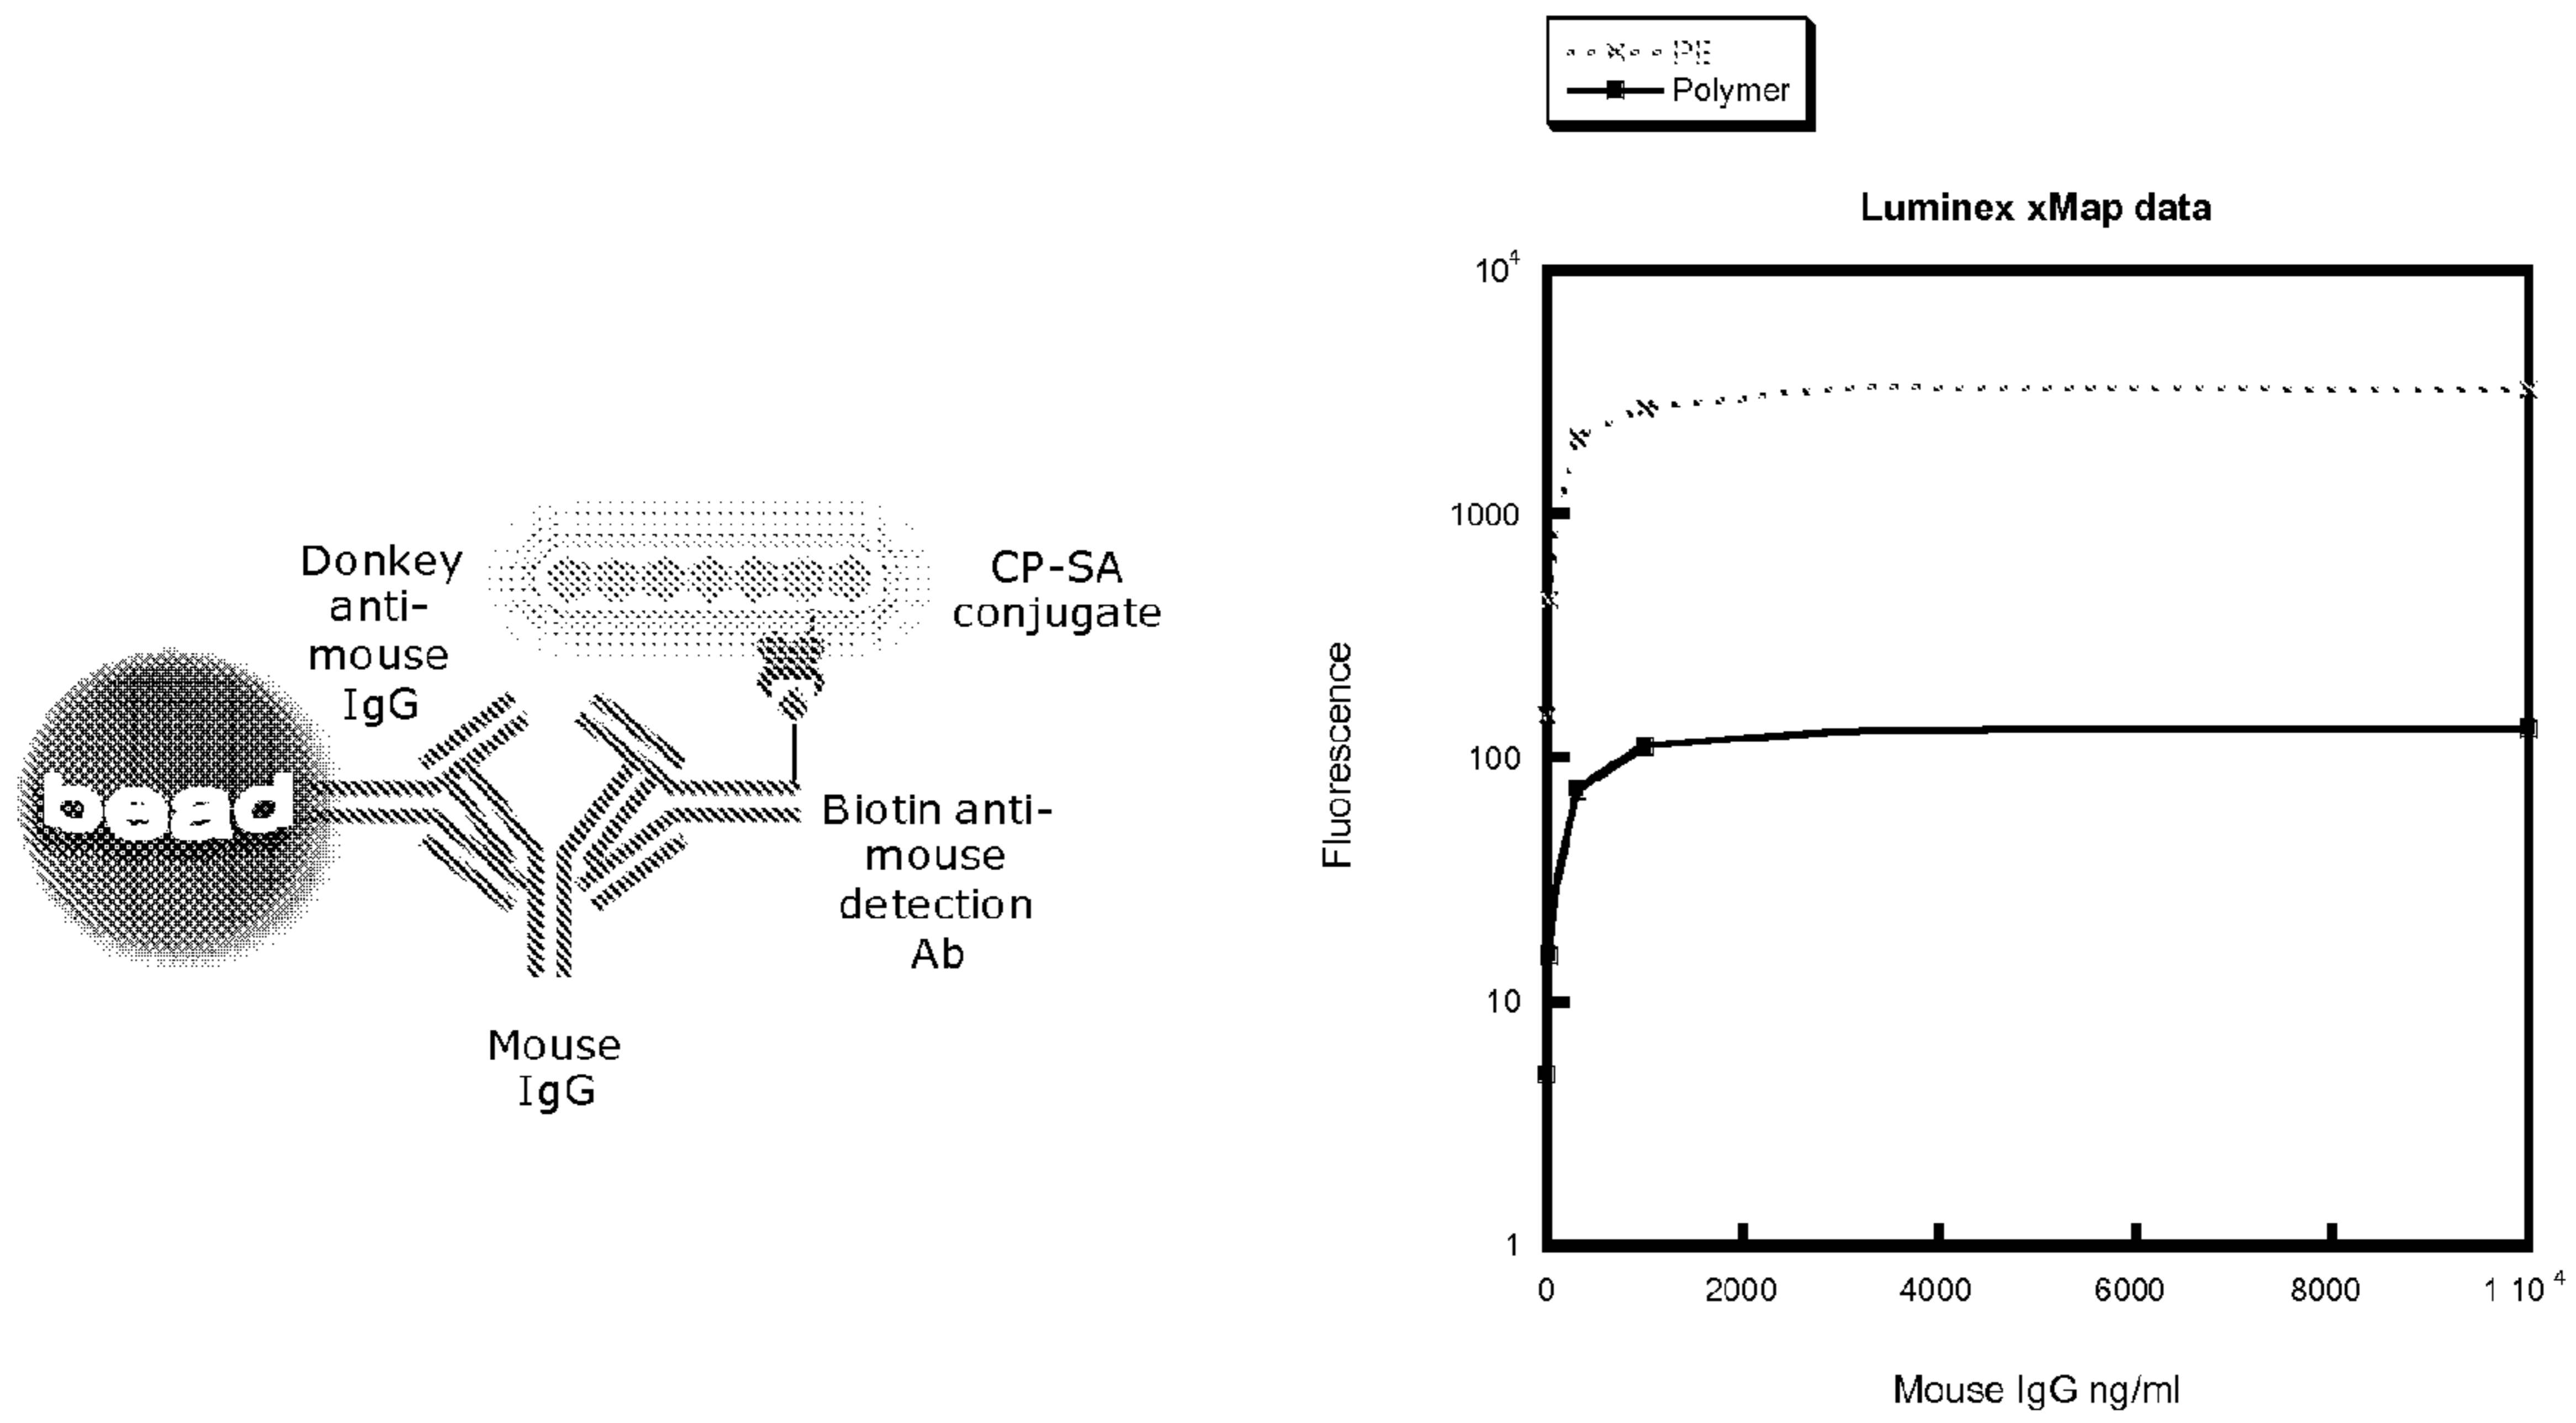 Donkey
anti-
mouse
IgG
CP-SA
conjugate
bead
Biotin anti-
mouse
detection
Ab
Mouse
IgG
PE
Polymer
Luminex xMap data
10⁴
1000
100
10
1
Fluorescence
0
2000
4000
6000
8000
1 10⁴
Mouse IgG ng/ml